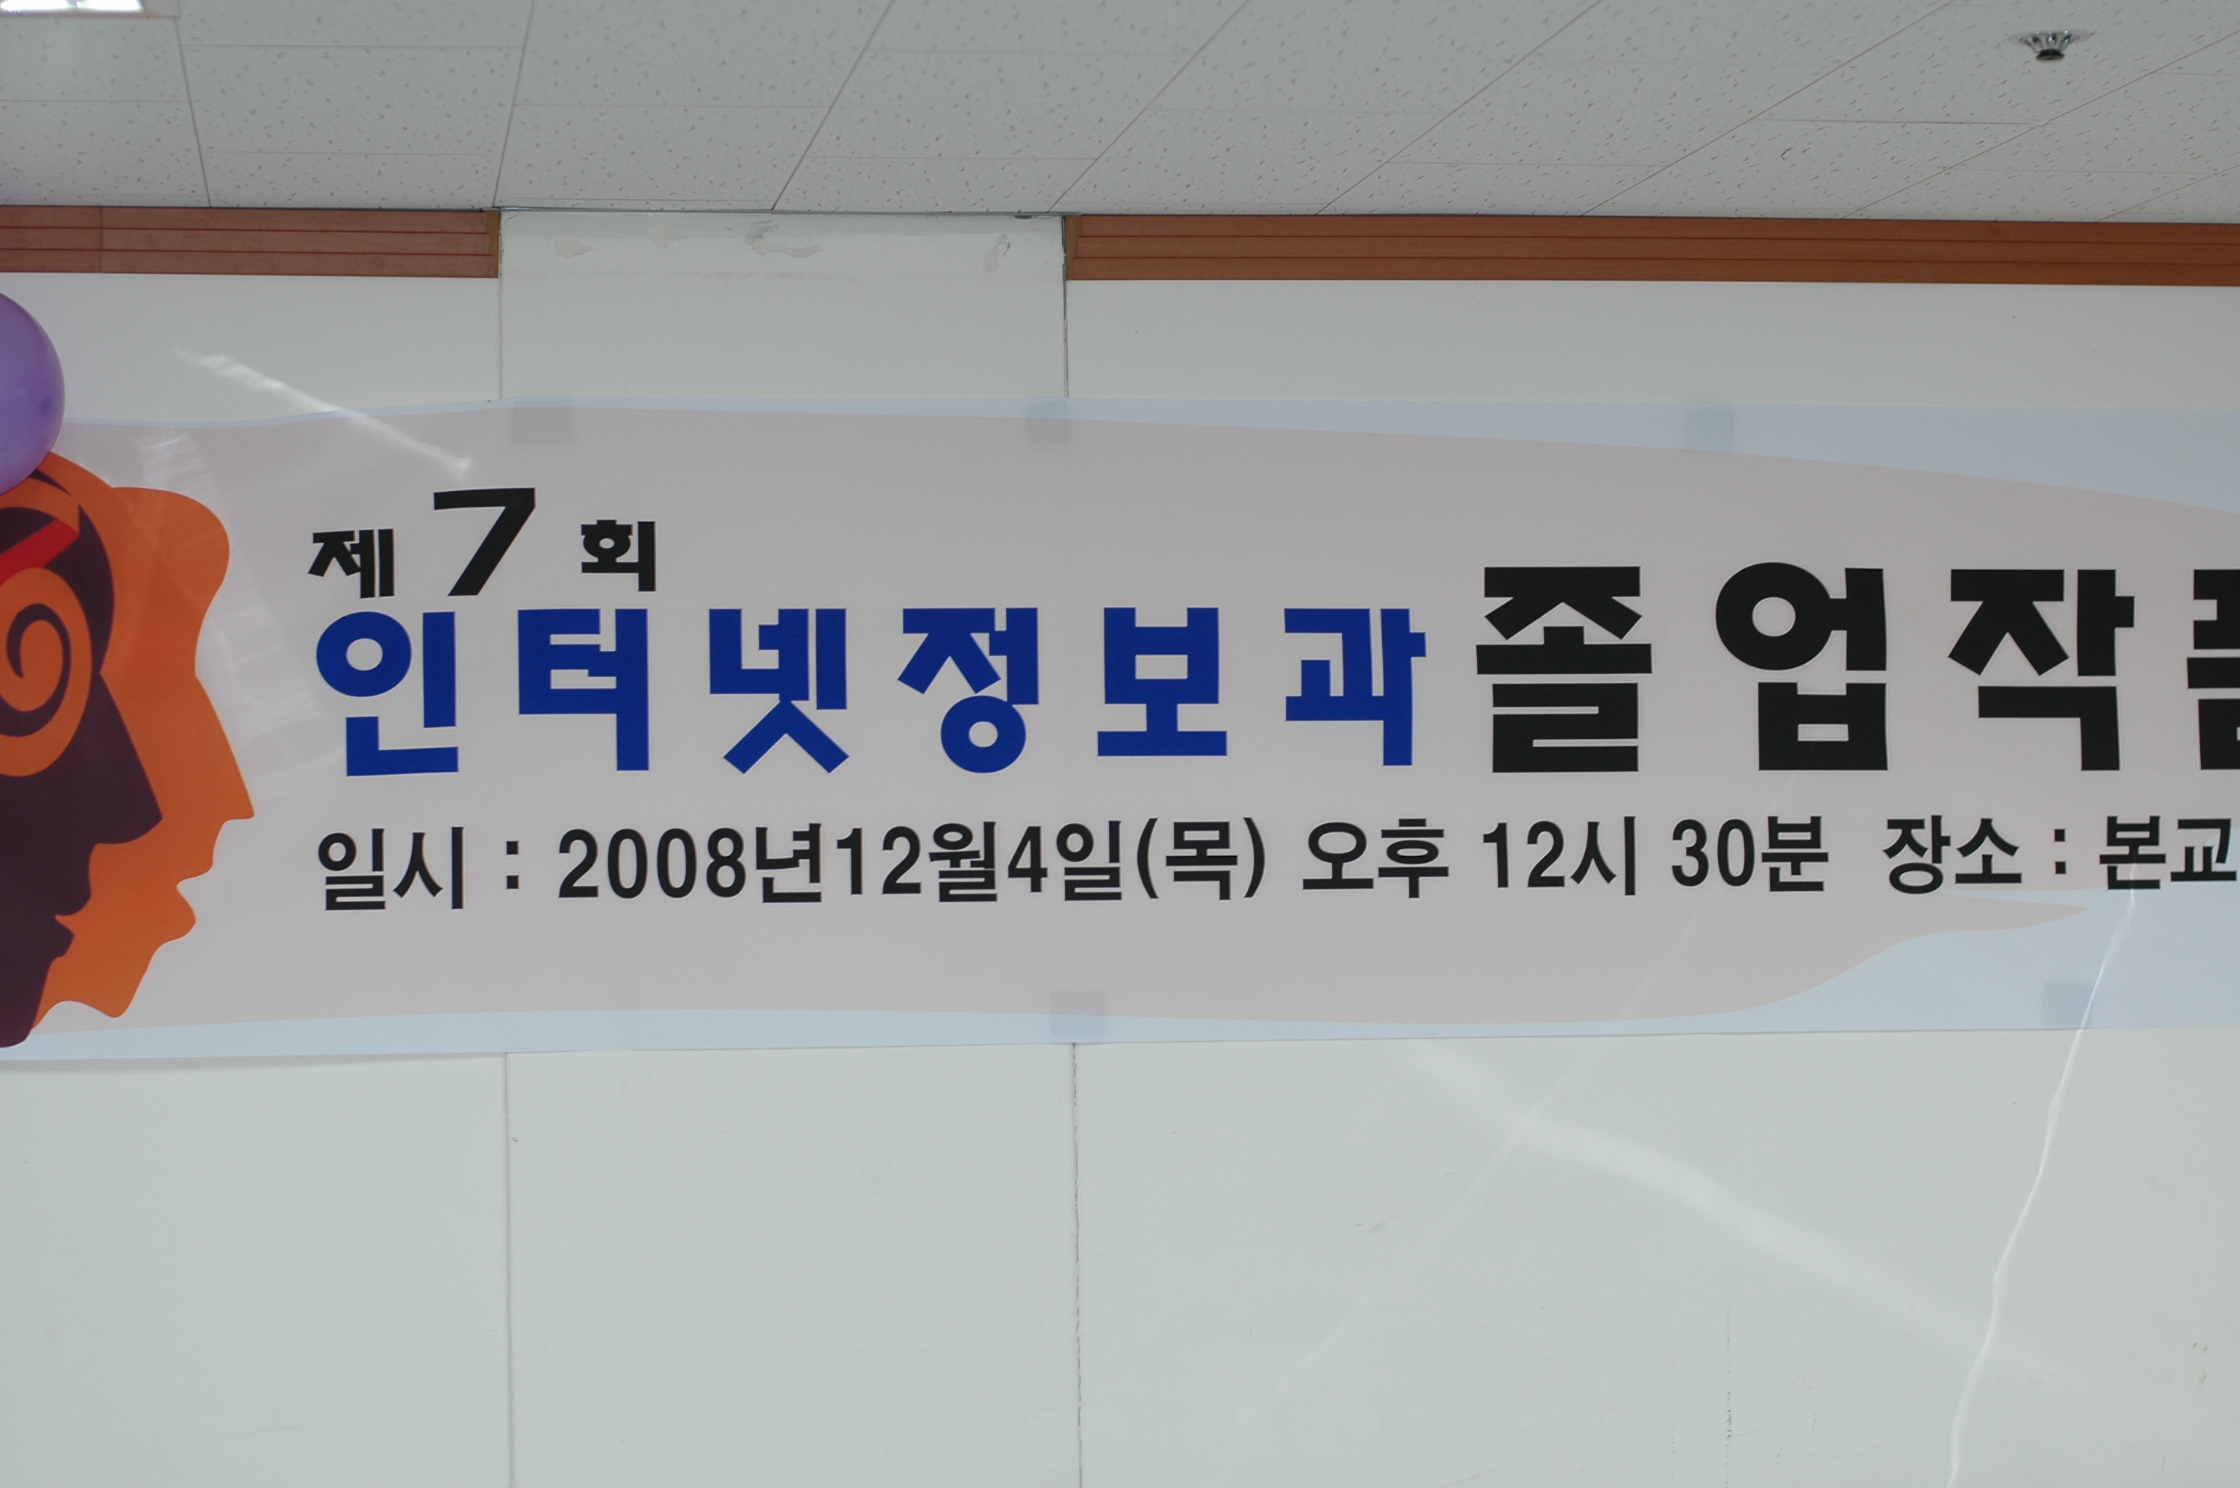 제7회
인터넷정보과 졸업작
일시 : 2008년12월4일(목) 오후 12시 30분 장소 : 본교